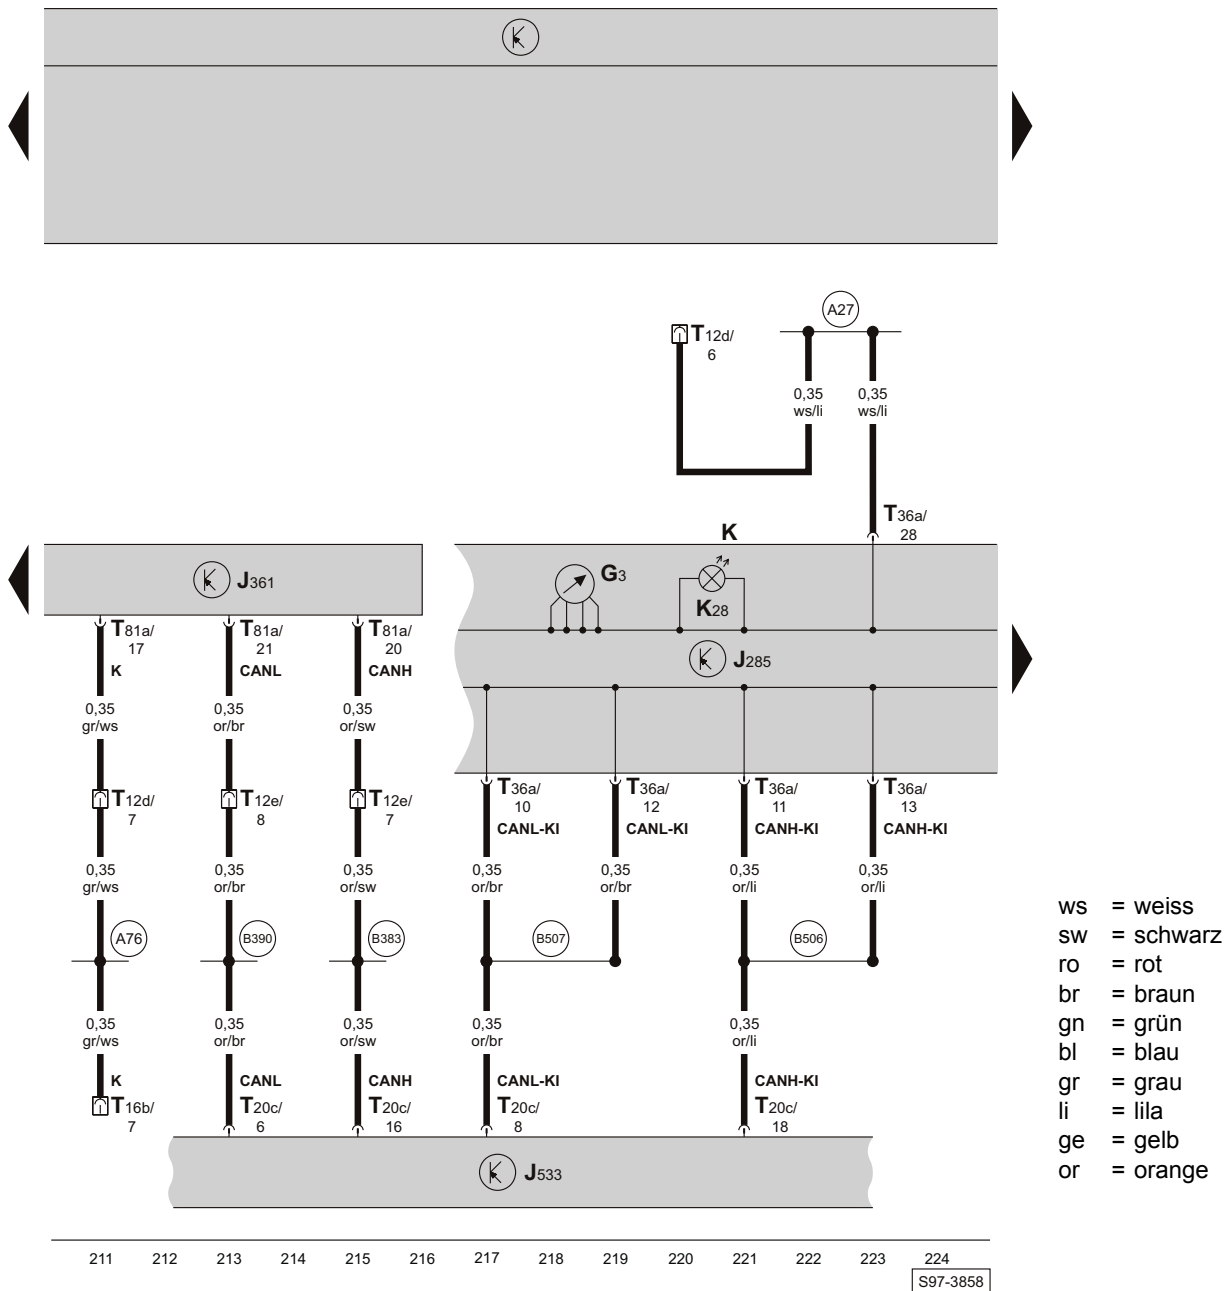 A27
T12d/
6
0,35
ws/li
0,35
ws/li
T36a/
28
K
J361
G3
K28
J285
T81a/
17
K
T81a/
21
CANL
T81a/
20
CANH
0,35
gr/ws
0,35
or/br
0,35
or/sw
T12d/
7
T12e/
8
T12e/
7
T36a/
10
CANL-KI
T36a/
12
CANL-KI
T36a/
11
CANH-KI
T36a/
13
CANH-KI
0,35
gr/ws
0,35
or/br
0,35
or/sw
0,35
or/br
0,35
or/br
0,35
or/li
0,35
or/li
A76
B390
B383
B507
B506
0,35
gr/ws
0,35
or/br
0,35
or/sw
0,35
or/br
0,35
or/li
K
T16b/
7
CANL
T20c/
6
CANH
T20c/
16
CANL-KI
T20c/
8
CANH-KI
T20c/
18
J533
211 212 213 214 215 216 217 218 219 220 221 222 223 224
S97-3858
ws = weiss
sw = schwarz
ro = rot
br = braun
gn = grün
bl = blau
gr = grau
li = lila
ge = gelb
or = orange